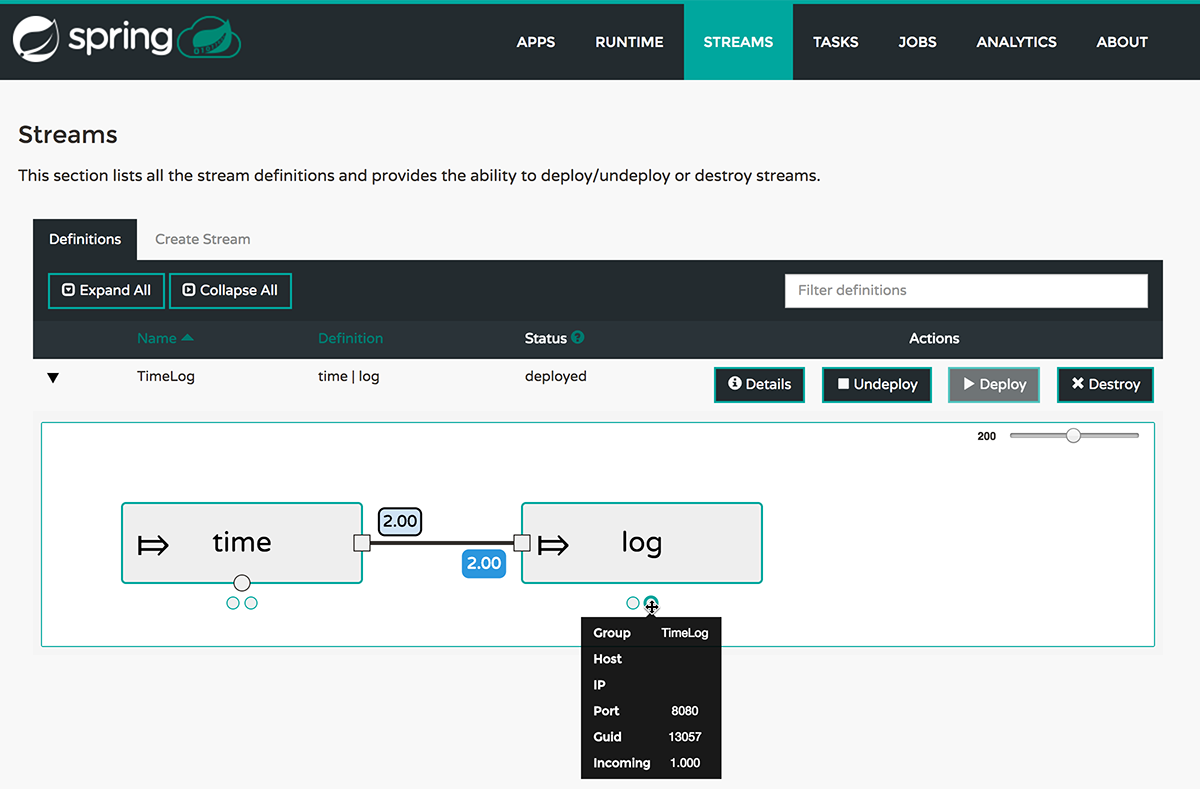 spring
APPS RUNTIME STREAMS TASKS JOBS ANALYTICS ABOUT
Streams
This section lists all the stream definitions and provides the ability to deploy/undeploy or destroy streams.
Definitions Create Stream
Expand All Collapse All Filter definitions
Name Definition Status ? Actions
TimeLog time | log deployed Details Undeploy Deploy Destroy
200
2.00
time log
2.00
Group TimeLog
Host
IP
Port 8080
Guid 13057
Incoming 1.000